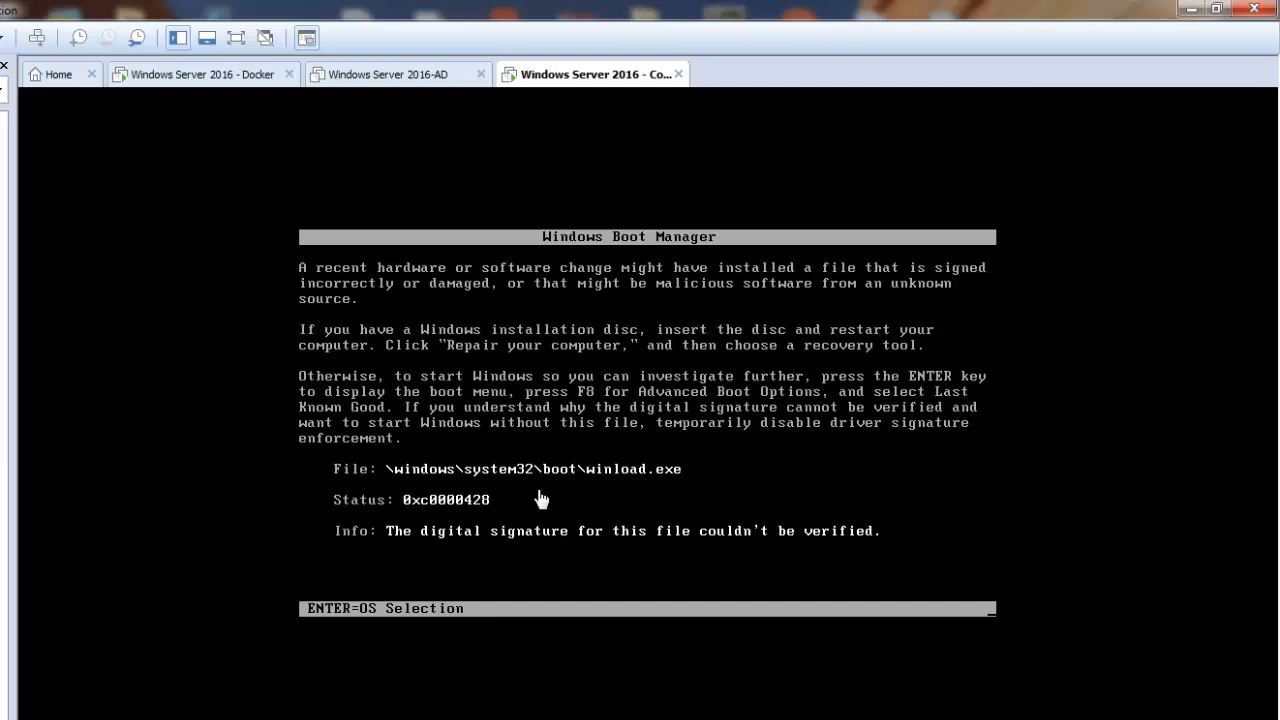 tion
Home
Windows Server 2016 - Docker
Windows Server 2016-AD
Windows Server 2016 - Co...
Windows Boot Manager
A recent hardware or software change might have installed a file that is signed
incorrectly or damaged, or that might be malicious software from an unknown
source.
If you have a Windows installation disc, insert the disc and restart your
computer. Click "Repair your computer," and then choose a recovery tool.
Otherwise, to start Windows so you can investigate further, press the ENTER key
to display the boot menu, press F8 for Advanced Boot Options, and select Last
Known Good. If you understand why the digital signature cannot be verified and
want to start Windows without this file, temporarily disable driver signature
enforcement.
File: \windows\system32\boot\winload.exe
Status: 0xc0000428
Info: The digital signature for this file couldn't be verified.
ENTER=OS Selection